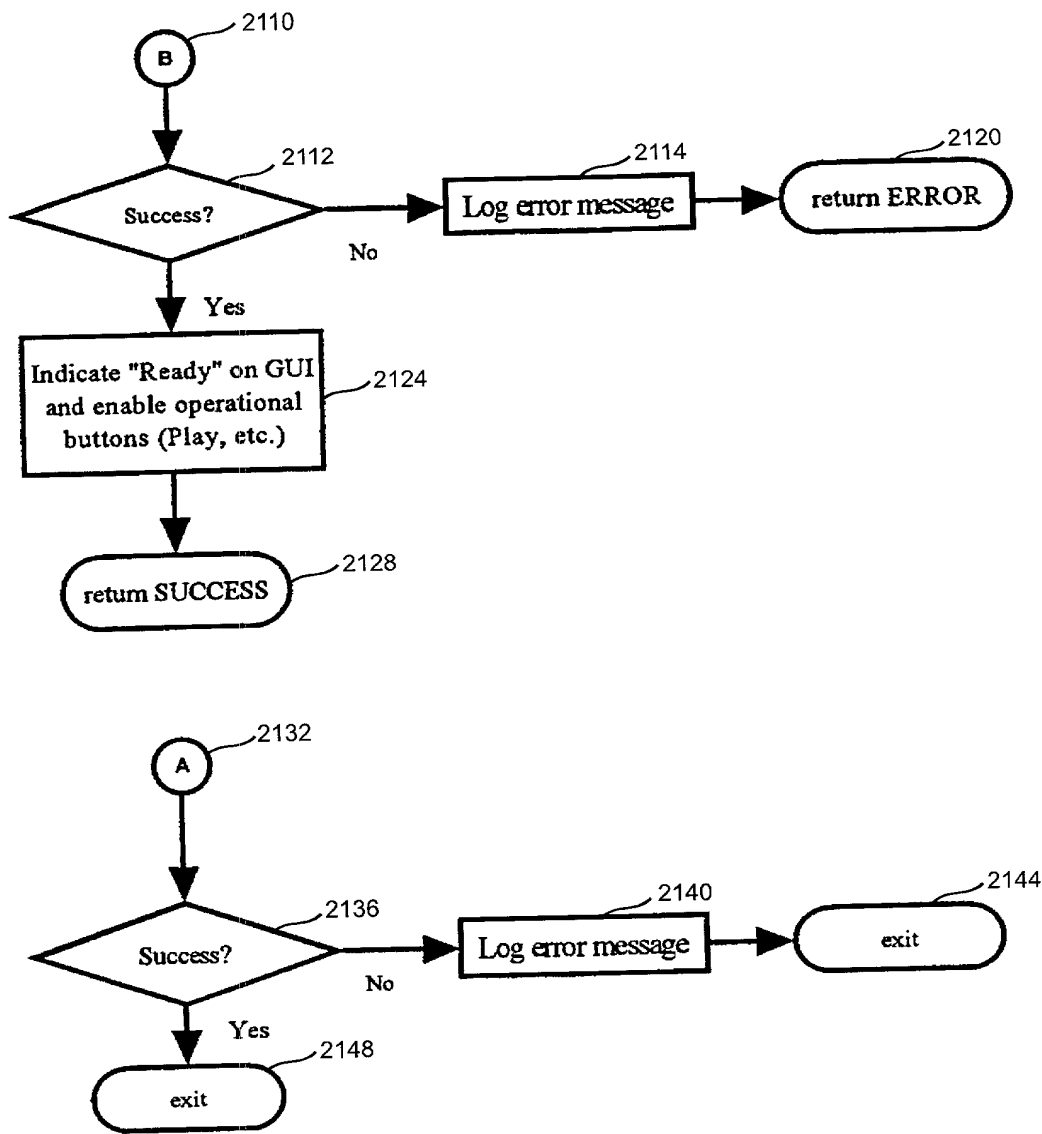 2110
B
2112
Success?
No
2114
Log error message
2120
return ERROR
Yes
Indicate "Ready" on GUI
and enable operational
buttons (Play, etc.)
2124
return SUCCESS
2128
2132
A
2136
Success?
No
2140
Log error message
2144
exit
Yes
2148
exit